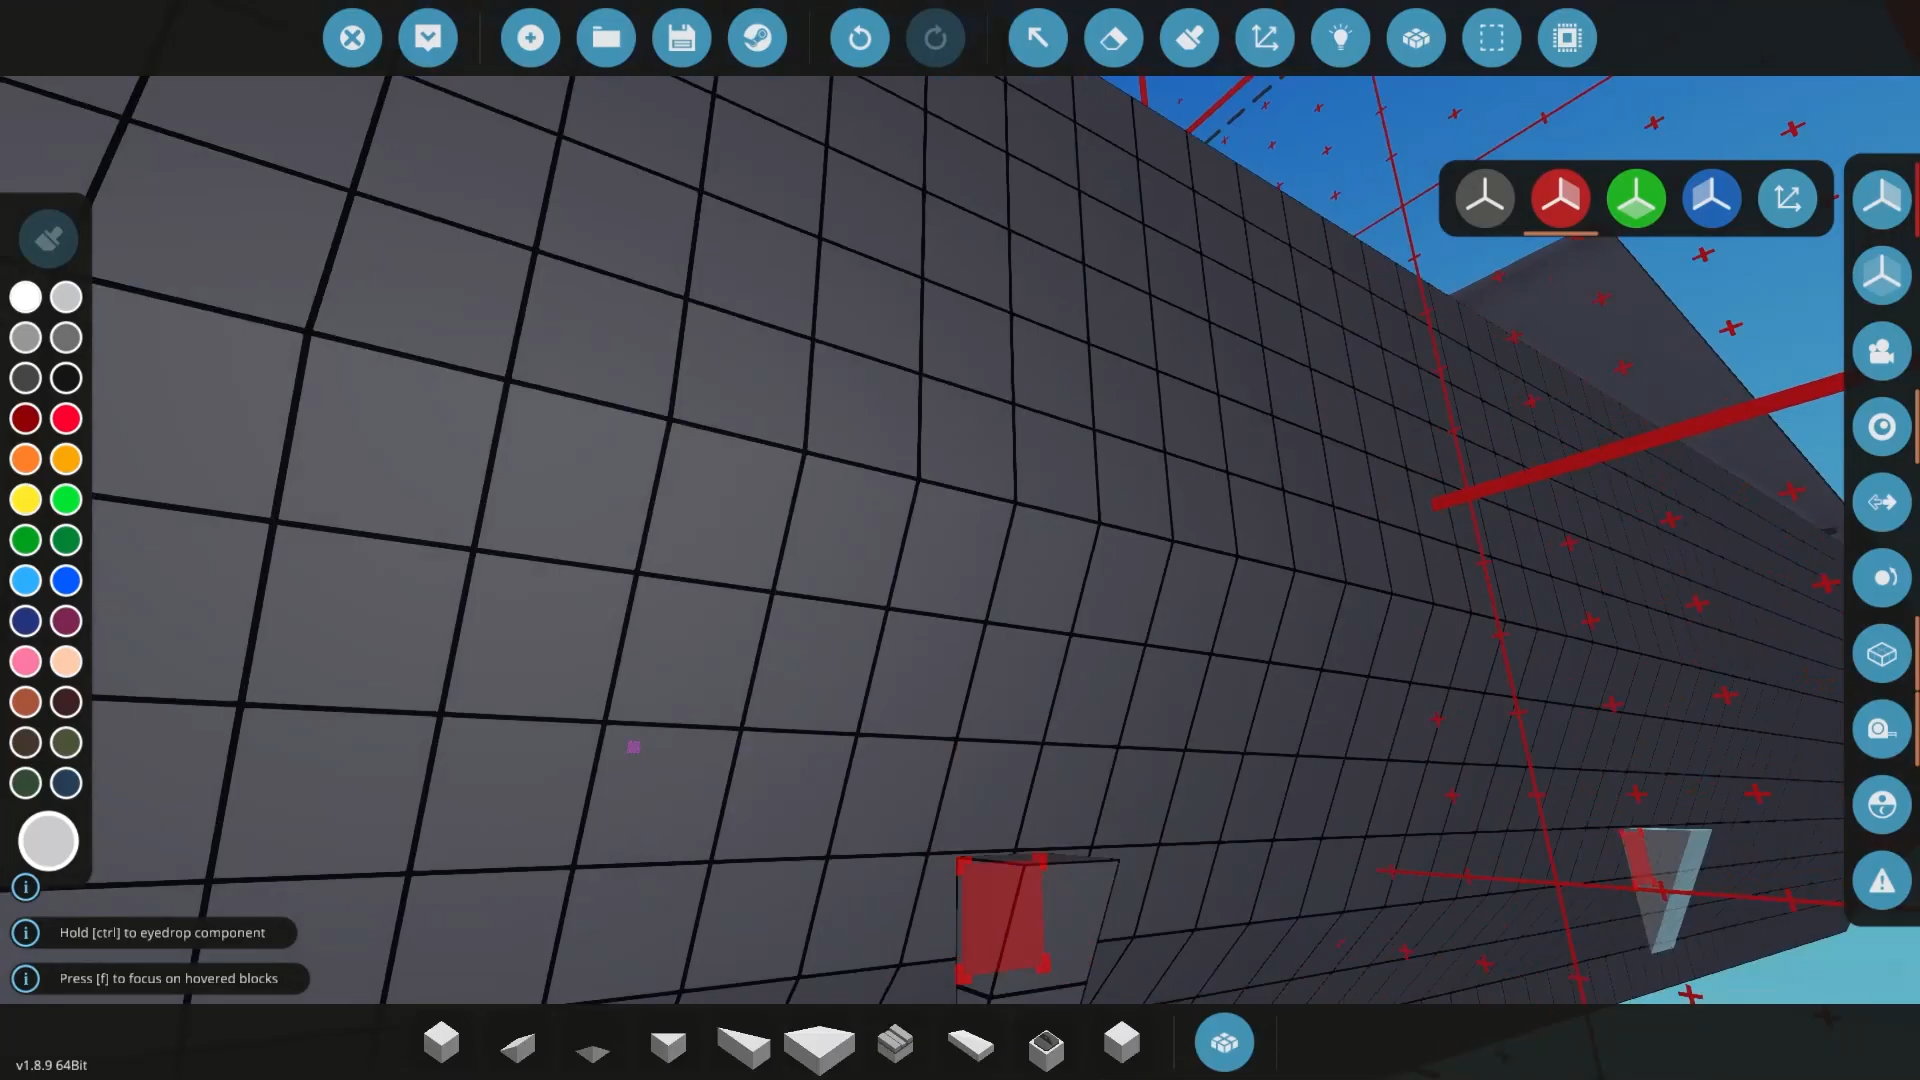 Hold [ctrl] to eyedrop component
Press [f] to focus on hovered blocks
v1.8.9 64Bit